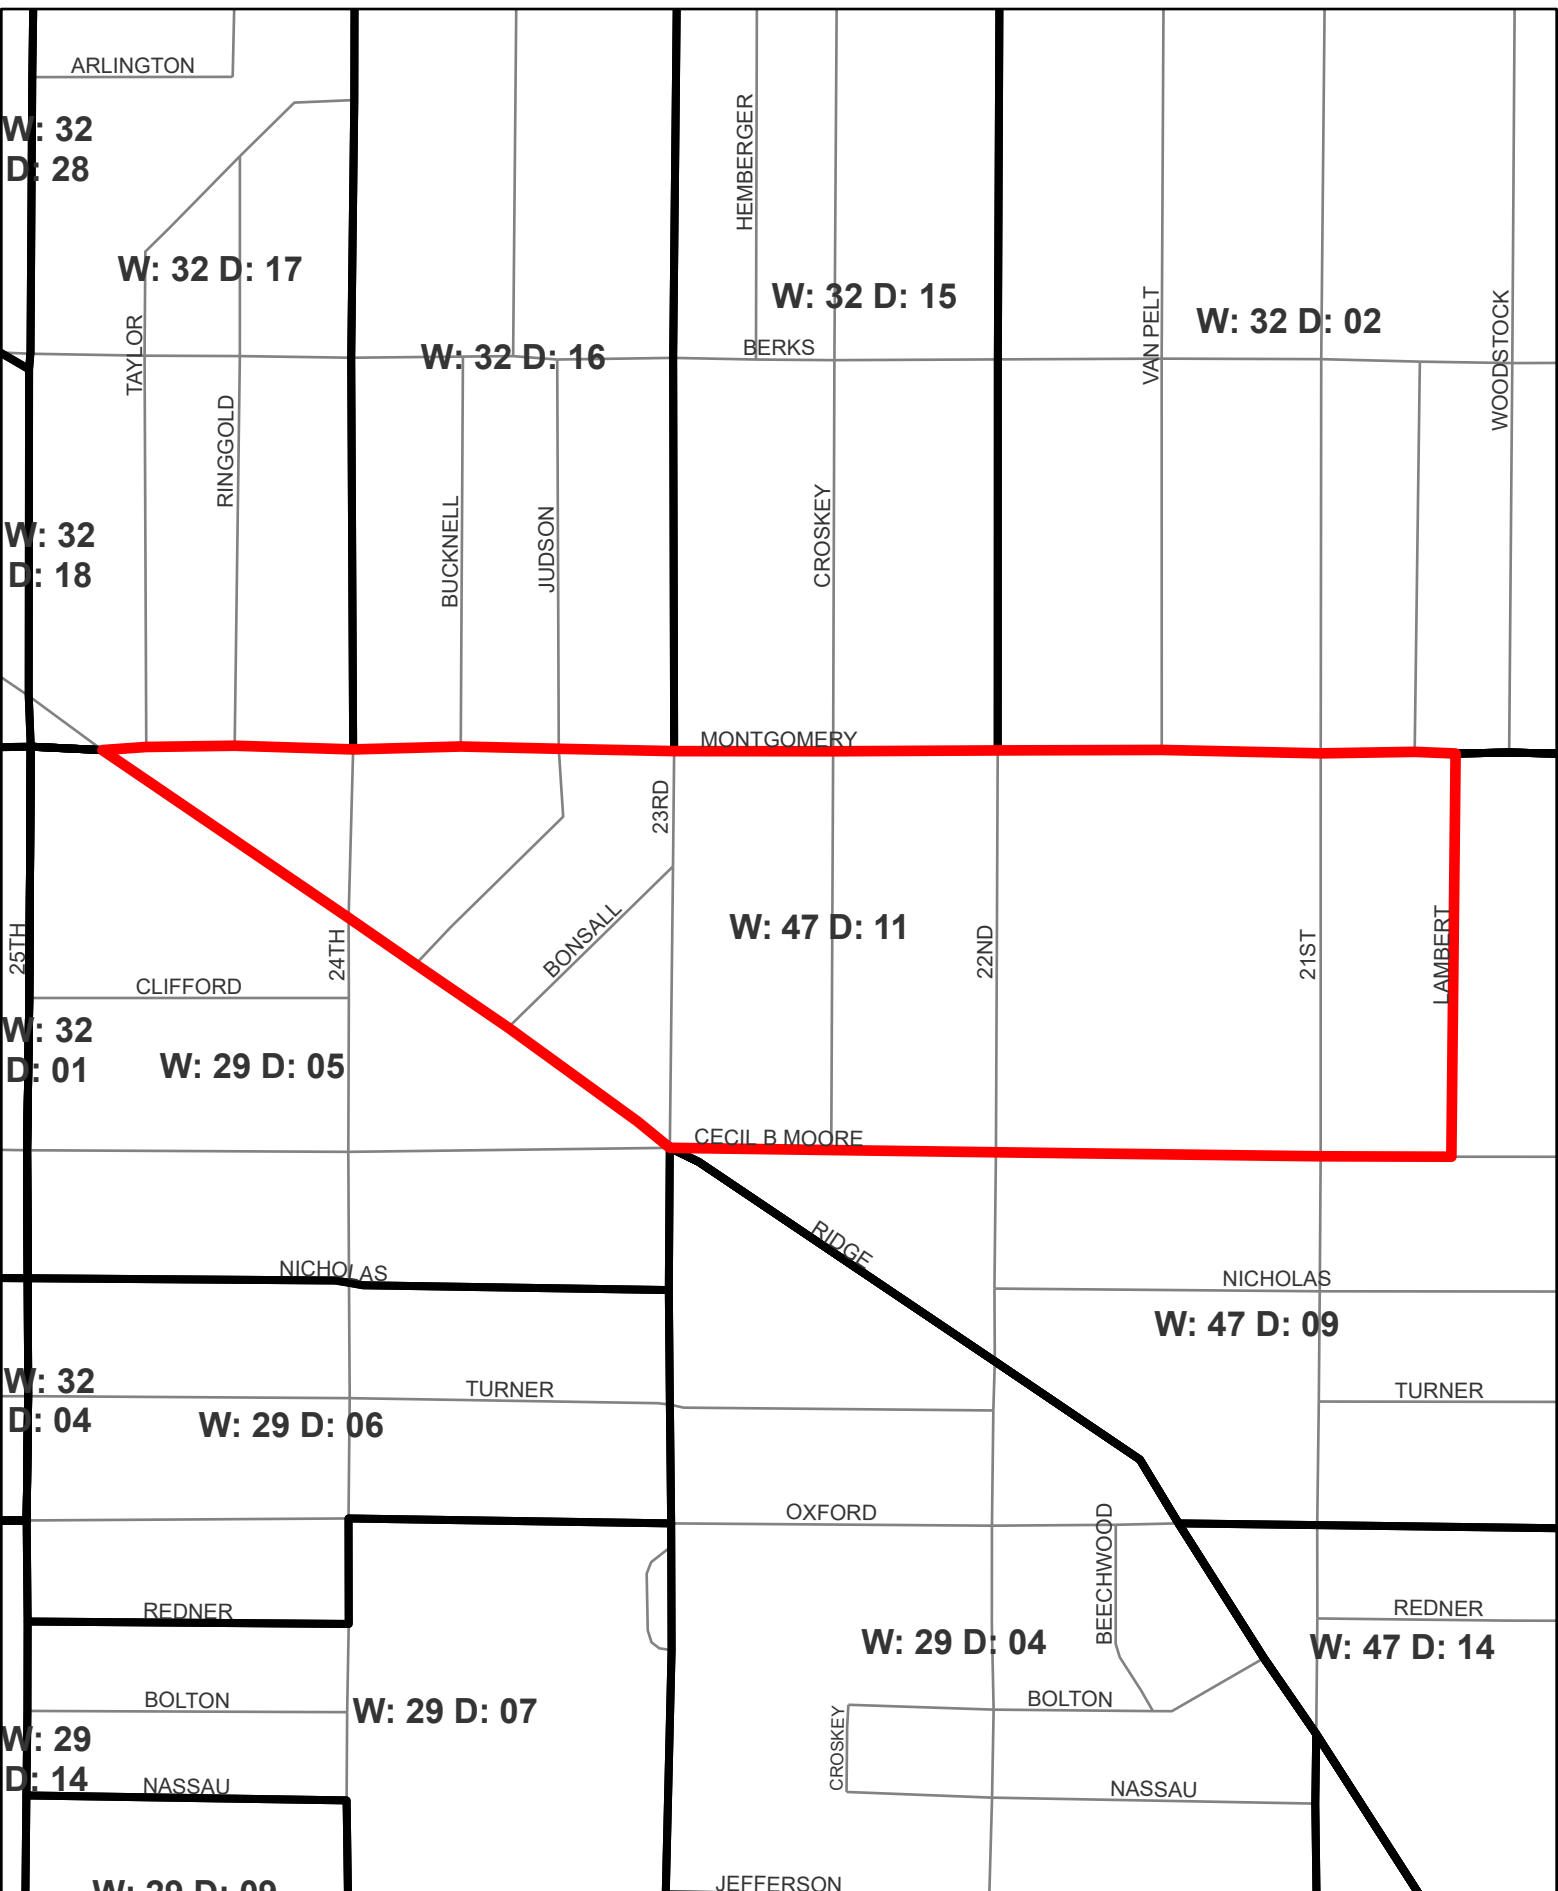 ARLINGTON
W: 32
D: 28
HEMBERGER
W: 32 D: 17
W: 32 D: 15
W: 32 D: 02
TAYLOR
BERKS
VAN PELT
WOODSTOCK
W: 32 D: 16
RINGGOLD
BUCKNELL
JUDSON
CROSKEY
W: 32
D: 18
MONTGOMERY
23RD
W: 47 D: 11
25TH
24TH
BONSALL
22ND
21ST
LAMBERT
CLIFFORD
W: 32
D: 01
W: 29 D: 05
CECIL B MOORE
RIDGE
NICHOLAS
NICHOLAS
W: 47 D: 09
W: 32
D: 04
TURNER
TURNER
W: 29 D: 06
OXFORD
BEECHWOOD
REDNER
REDNER
W: 29 D: 04
W: 47 D: 14
BOLTON
BOLTON
W: 29 D: 07
W: 29
D: 14
CROSKEY
NASSAU
NASSAU
JEFFERSON
W: 29 D: 09